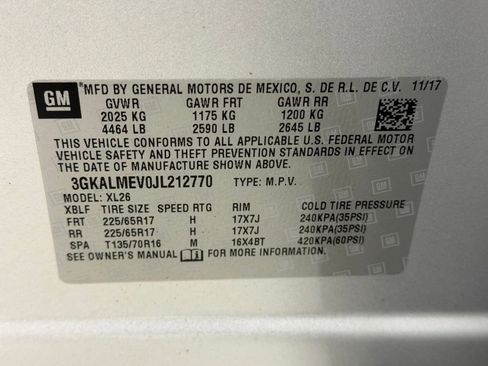 GM MFD BY GENERAL MOTORS DE MEXICO, S. DE R.L. DE C.V. 11/17
GVWR GAWR FRT GAWR RR
2025 KG 1175 KG 1200 KG
4464 LB 2590 LB 2645 LB
THIS VEHICLE CONFORMS TO ALL APPLICABLE U.S. FEDERAL MOTOR
VEHICLE SAFETY AND THEFT PREVENTION STANDARDS IN EFFECT ON
THE DATE OF MANUFACTURE SHOWN ABOVE.
3GKALMEV0JL212770 TYPE: M.P.V.
MODEL: XL26
XBLF TIRE SIZE SPEED RTG RIM COLD TIRE PRESSURE
FRT 225/65R17 H 17X7J 240KPA(35PSI)
RR 225/65R17 H 17X7J 240KPA(35PSI)
SPA T135/70R16 M 16X4BT 420KPA(60PSI)
SEE OWNER'S MANUAL FOR MORE INFORMATION.